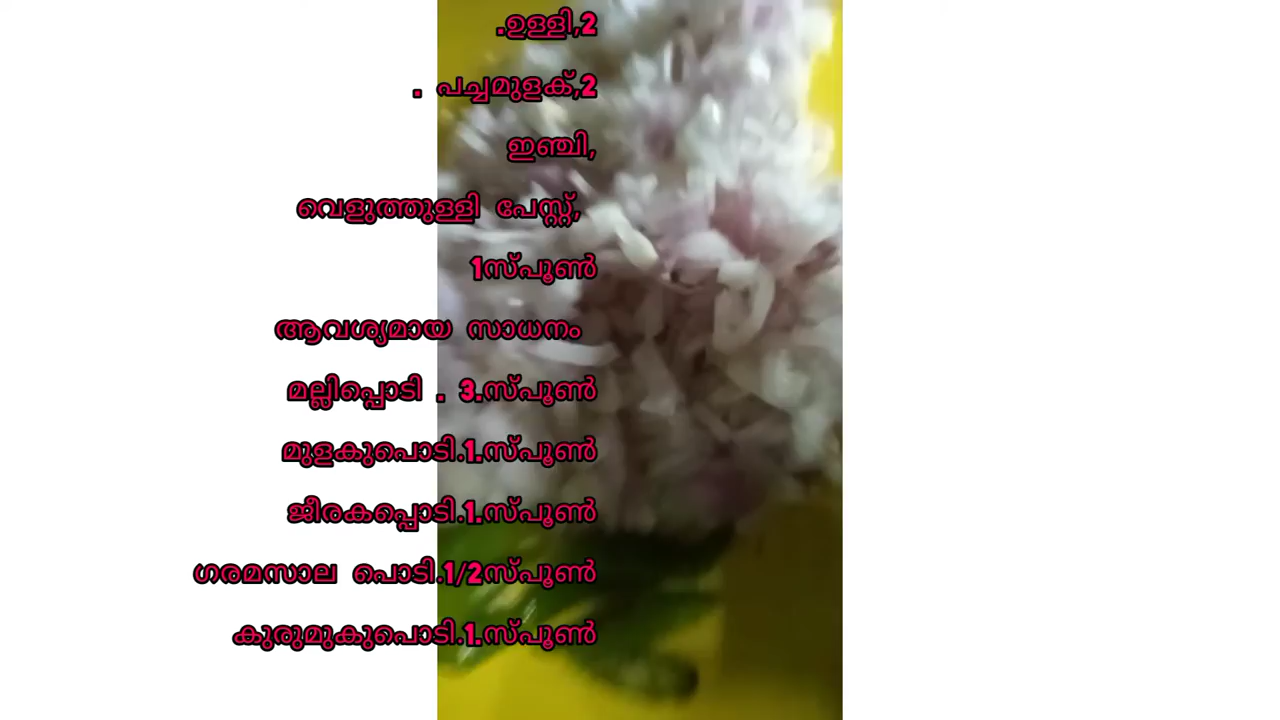 .ഉള്ളി,2
. പച്ചമുളക്,2
ഇഞ്ചി,
വെളുത്തുള്ളി പേസ്റ്റ്,
1സ്പൂൺ
ആവശ്യമായ സാധനം
മല്ലിപ്പൊടി . 3.സ്പൂൺ
മുളകുപൊടി.1.സ്പൂൺ
ജീരകപ്പൊടി.1.സ്പൂൺ
ഗരമസാല പൊടി.1/2സ്പൂൺ
കുരുമുകുപൊടി.1.സ്പൂൺ